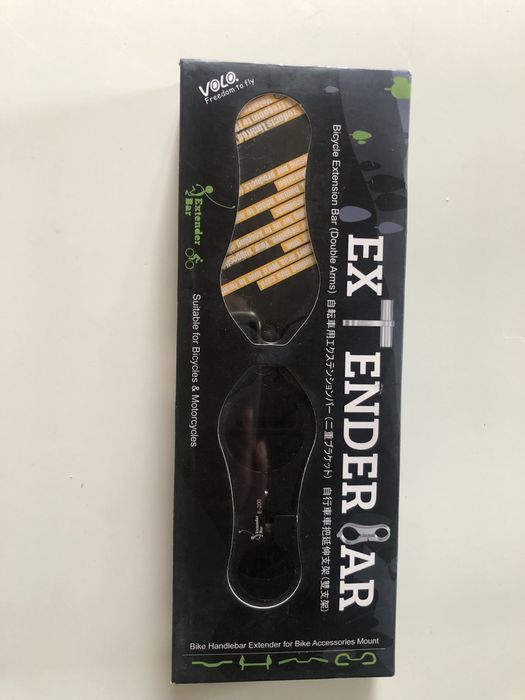 VOLO.
Freedom to fly
EXTENDER BAR
Bicycle Extension Bar (Double Arms) 自転車用エクステンションバー (二重ブラケット) 自行車車把延伸支架(雙支架)
Extender
Bar
Suitable for Bicycles & Motorcycles
Extender
Bar
Bike Handlebar Extender for Bike Accessories Mount